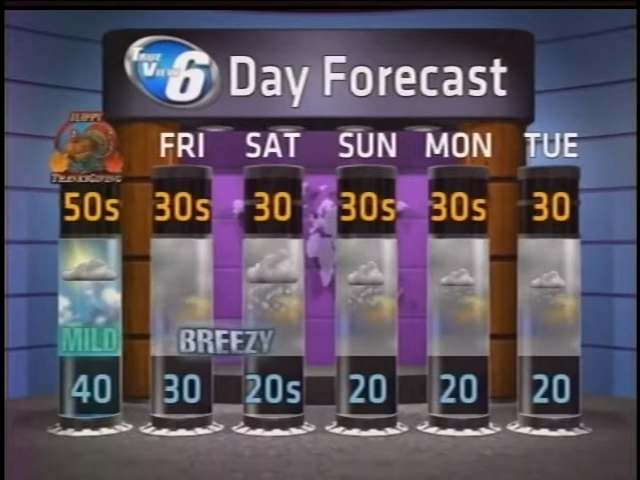 TRUE VIEW 6 Day Forecast
HAPPY THANKSGIVING FRI SAT SUN MON TUE
50s 30s 30 30s 30s 30
MILD BREEZY
40 30 20s 20 20 20